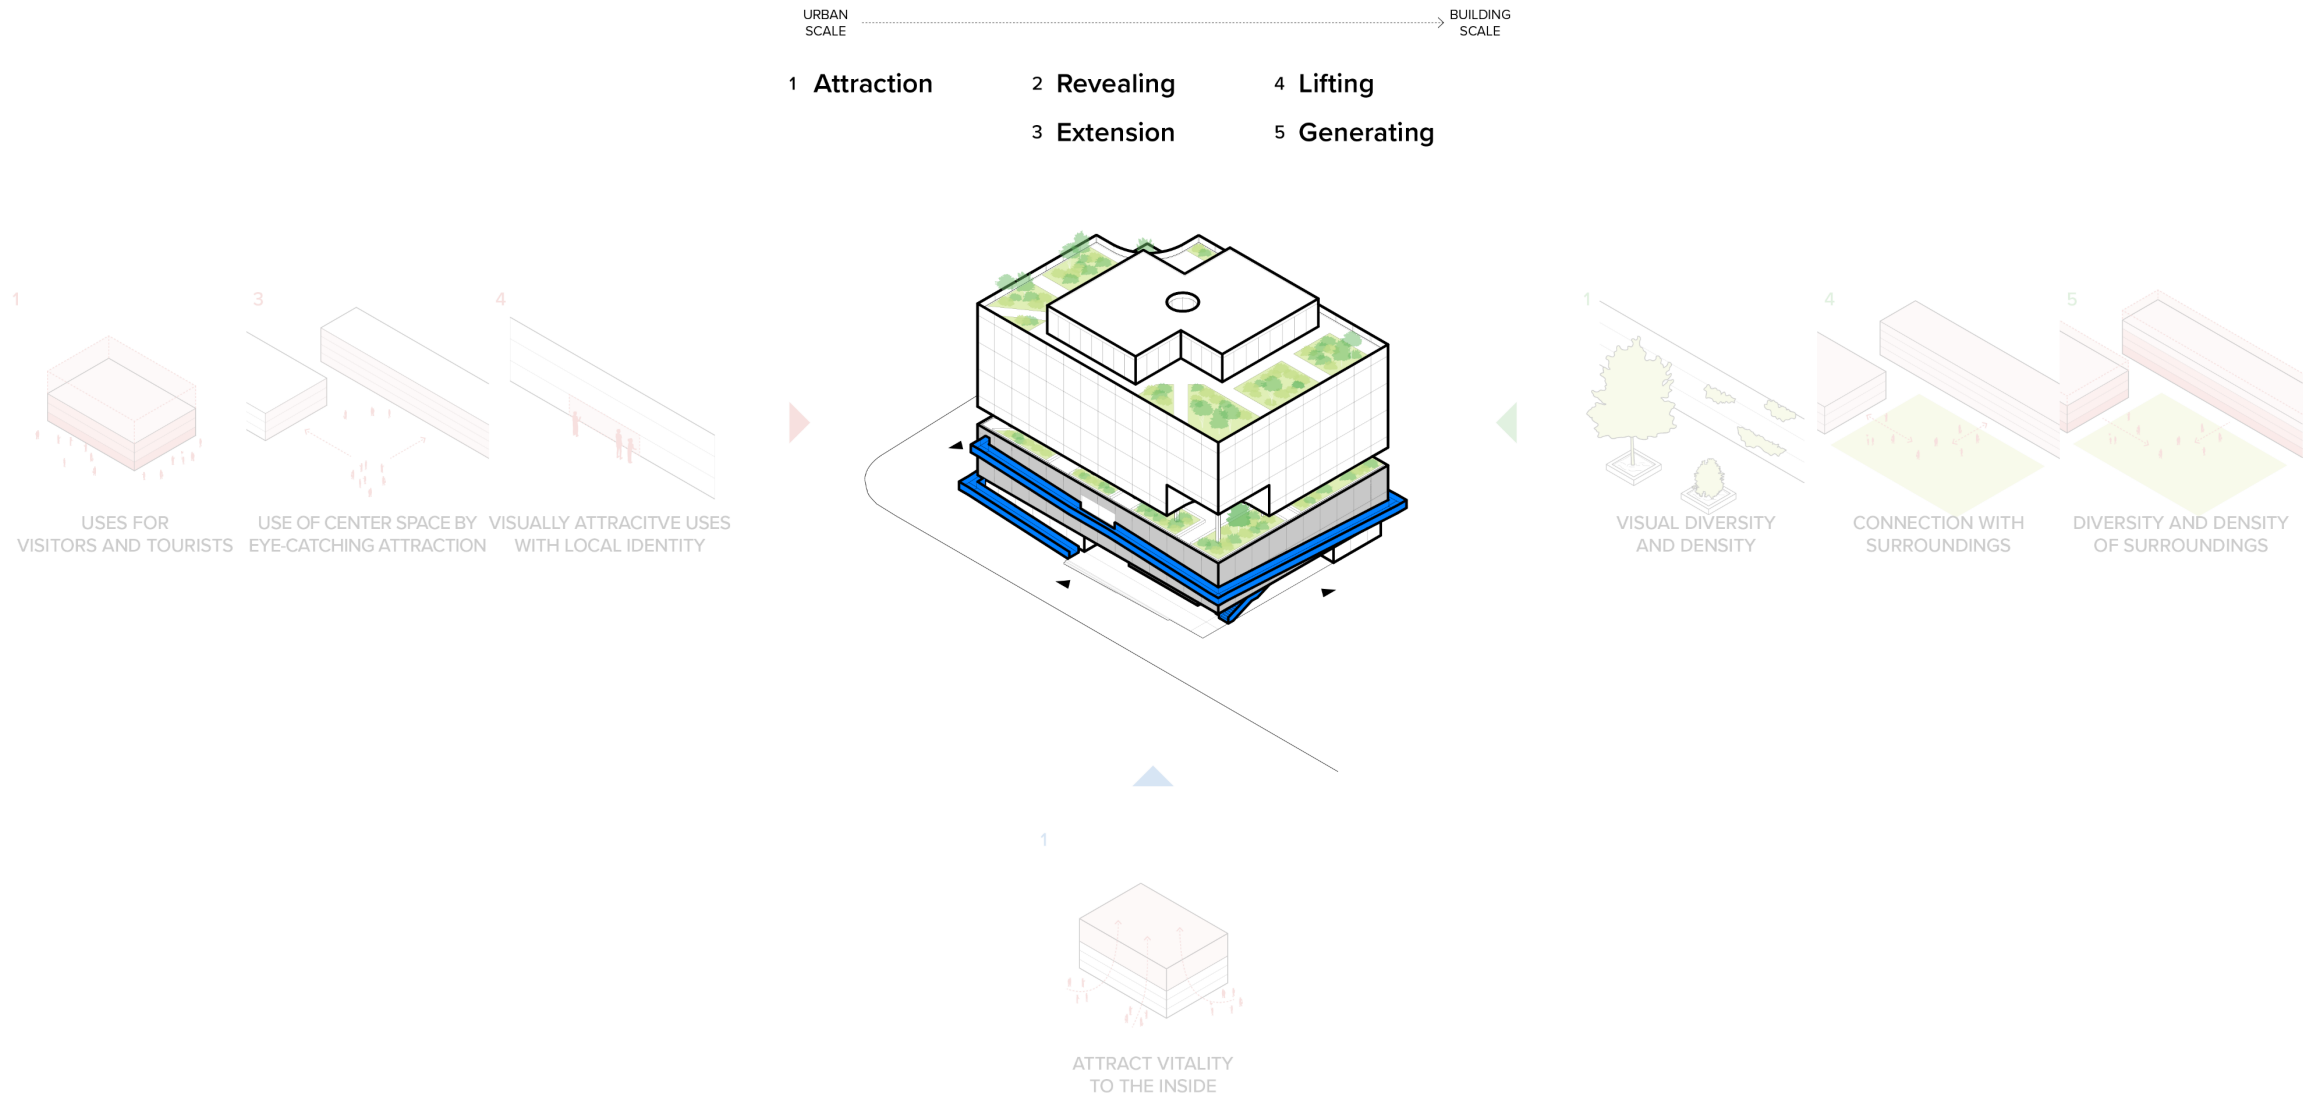 URBAN
SCALE
BUILDING
SCALE
1 Attraction
2 Revealing
4 Lifting
3 Extension
5 Generating
1
3
4
1
4
5
USES FOR
VISITORS AND TOURISTS
USE OF CENTER SPACE BY
EYE-CATCHING ATTRACTION
VISUALLY ATTRACITVE USES
WITH LOCAL IDENTITY
VISUAL DIVERSITY
AND DENSITY
CONNECTION WITH
SURROUNDINGS
DIVERSITY AND DENSITY
OF SURROUNDINGS
1
ATTRACT VITALITY
TO THE INSIDE